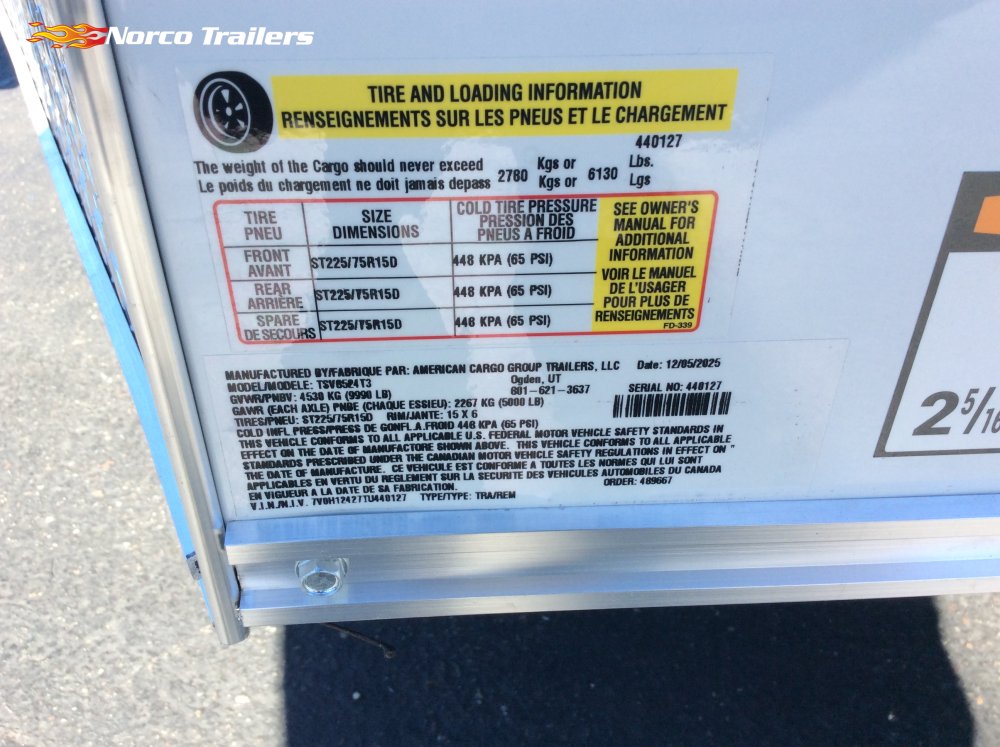 Norco Trailers
TIRE AND LOADING INFORMATION
RENSEIGNEMENTS SUR LES PNEUS ET LE CHARGEMENT
440127
The weight of the Cargo should never exceed 2780 Kgs or 6130 Lbs.
Le poids du chargement ne doit jamais depass Kgs or Lgs
TIRE PNEU
SIZE DIMENSIONS
COLD TIRE PRESSURE PRESSION DES PNEUS A FROID
SEE OWNER'S MANUAL FOR ADDITIONAL INFORMATION
FRONT AVANT ST225/75R15D 448 KPA (65 PSI)
REAR ARRIÈRE ST225/75R15D 448 KPA (65 PSI)
SPARE DE SECOURS ST225/75R15D 448 KPA (65 PSI)
VOIR LE MANUEL DE L'USAGER POUR PLUS DE RENSEIGNEMENTS
FD-339
MANUFACTURED BY/FABRIQUE PAR: AMERICAN CARGO GROUP TRAILERS, LLC Date: 12/05/2025
MODEL/MODELE: TSV8524T3 Ogden, UT
GVWR/PNBV: 4530 KG (9990 LB) 801-621-3637 SERIAL NO: 440127
GAWR (EACH AXLE) PNBE (CHAQUE ESSIEU): 2267 KG (5000 LB)
TIRES/PNEU: ST225/75R15D RIM/JANTE: 15 X 6
COLD INFL PRESS/PRESS DE GONFL.A.FROID 448 KPA (65 PSI)
THIS VEHICLE CONFORMS TO ALL APPLICABLE U.S. FEDERAL MOTOR VEHICLE SAFETY STANDARDS IN
EFFECT ON THE DATE OF MANUFACTURE SHOWN ABOVE. THIS VEHICLE CONFORMS TO ALL APPLICABLE
STANDARDS PRESCRIBED UNDER THE CANADIAN MOTOR VEHICLE SAFETY REGULATIONS IN EFFECT ON "
THE DATE OF MANUFACTURE. CE VEHICULE EST CONFORME A TOUTES LES NORMES QUI LUI SONT
APPLICABLES EN VERTU DU REGLEMENT SUR LA SECURITE DES VEHICULES AUTOMOBILES DU CANADA
EN VIGUEUR A LA DATE DE SA FABRICATION. ORDER: 489667
V.I.N./N.I.V. 7V0H12427TU440127 TYPE/TYPE: TRA/REM
2 5/16